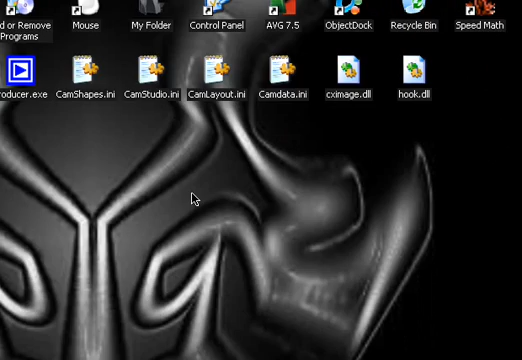 d or Remove Programs
Mouse
My Folder
Control Panel
AVG 7.5
ObjectDock
Recycle Bin
Speed Math
roducer.exe
CamShapes.ini
CamStudio.ini
CamLayout.ini
Camdata.ini
cximage.dll
hook.dll